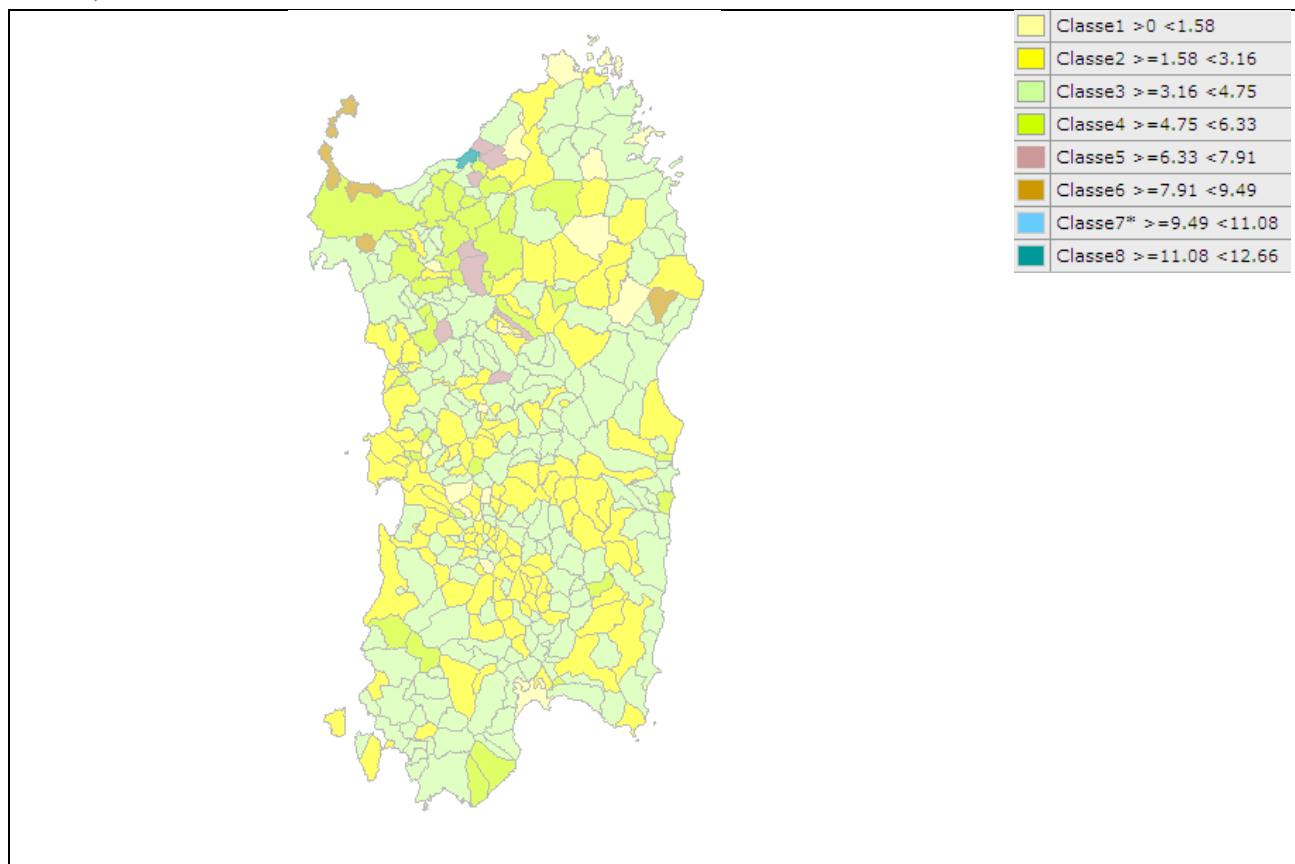 Classe1 >0 <1.58
Classe2 >=1.58 <3.16
Classe3 >=3.16 <4.75
Classe4 >=4.75 <6.33
Classe5 >=6.33 <7.91
Classe6 >=7.91 <9.49
Classe7* >=9.49 <11.08
Classe8 >=11.08 <12.66